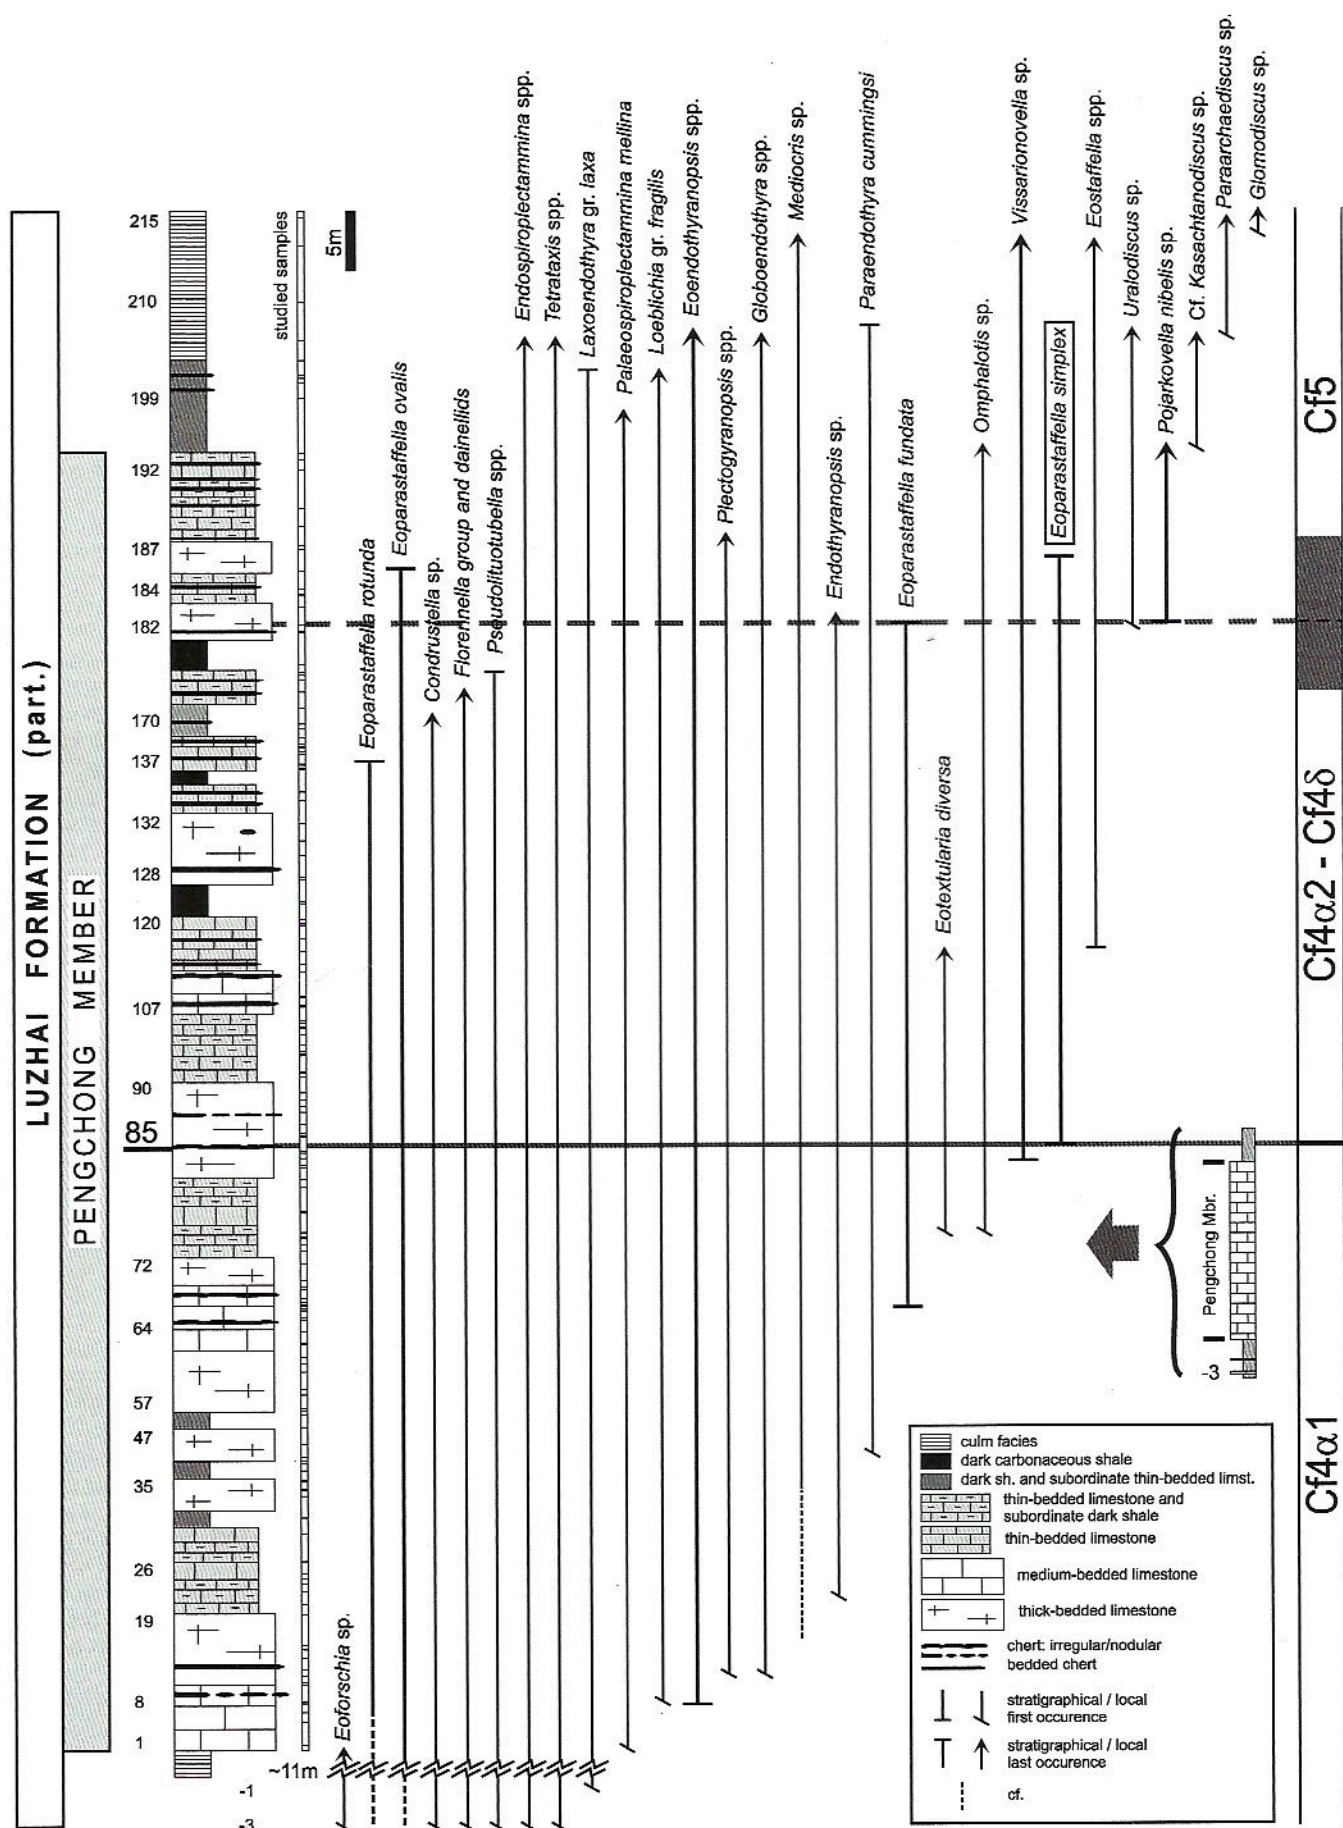 LUZHAI FORMATION (part.)
PENGCHONG MEMBER
215
210
199
192
187
184
182
170
137
132
128
120
107
90
85
72
64
57
47
35
26
19
8
1
-1
-3
~11m
studied samples
5m
Eoforschia sp.
Eoparastaffella rotunda
Eoparastaffella ovalis
Condrustella sp.
Florennella group and dainellids
Pseudolituotubella spp.
Endospiroplectammina spp.
Tetrataxis spp.
Laxoendothyra gr. laxa
Palaeospiroplectammina mellina
Loeblichia gr. fragilis
Eoendothyranopsis spp.
Plectogyranopsis spp.
Globoendothyra spp.
Mediocris sp.
Endothyranopsis sp.
Paraendothyra cummingsi
Eoparastaffella fundata
Eotextularia diversa
Omphalotis sp.
Vissarionovella sp.
Eoparastaffella simplex
Eostaffella spp.
Uralodiscus sp.
Pojarkovella nibelis sp.
Cf. Kasachtanodiscus sp.
Paraarchaediscus sp.
Glomodiscus sp.
Cf5
Cf4α2 - Cf4δ
Cf4α1
Pengchong Mbr.
-3
culm facies
dark carbonaceous shale
dark sh. and subordinate thin-bedded limst.
thin-bedded limestone and
subordinate dark shale
thin-bedded limestone
medium-bedded limestone
thick-bedded limestone
chert: irregular/nodular
bedded chert
stratigraphical / local
first occurence
stratigraphical / local
last occurence
cf.